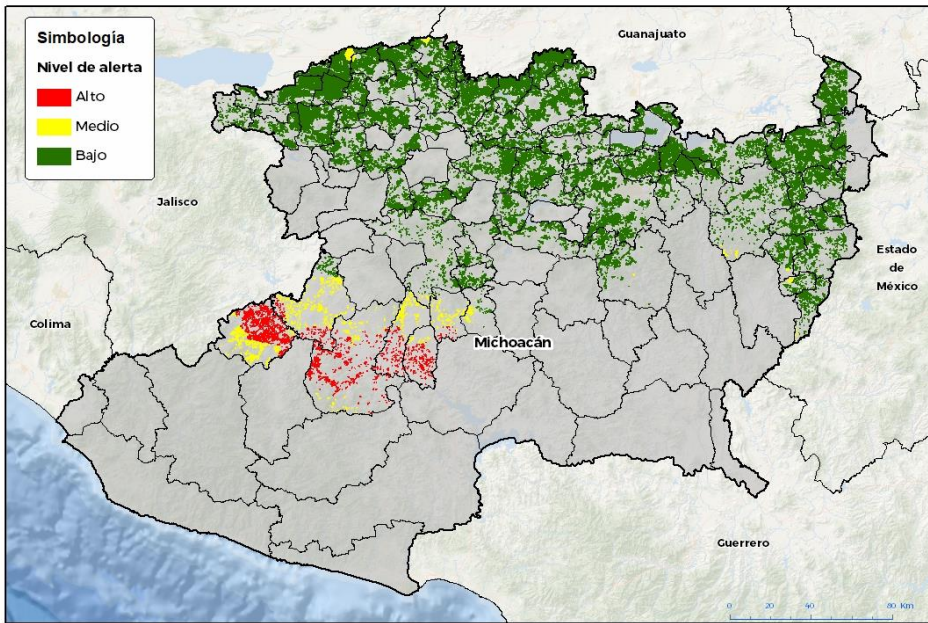 Simbología
Nivel de alerta
Alto
Medio
Bajo
Guanajuato
Jalisco
Estado
de
México
Colima
Michoacán
Guerrero
0 20 40 80 Km